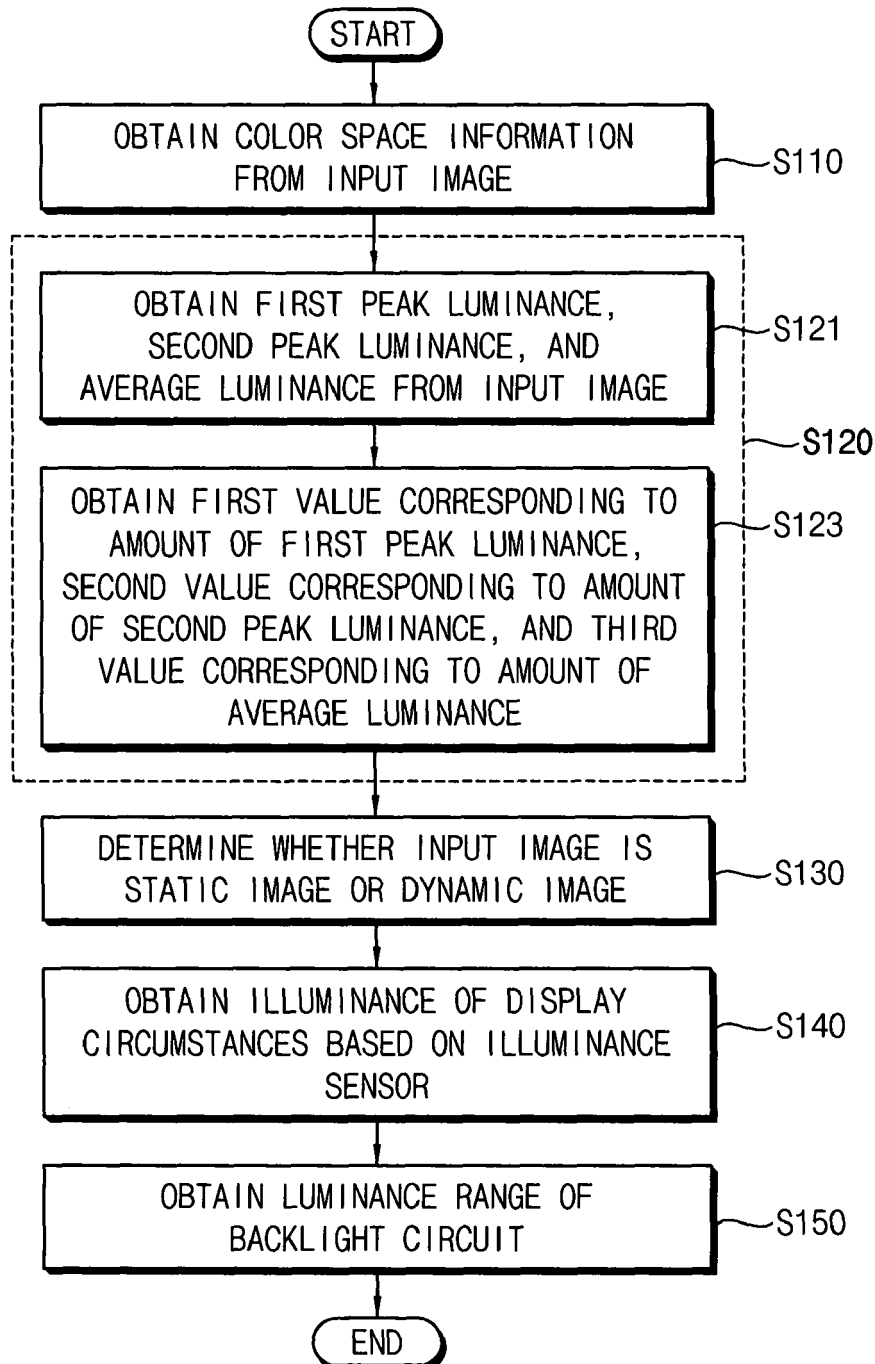 START
OBTAIN COLOR SPACE INFORMATION
FROM INPUT IMAGE
S110
OBTAIN FIRST PEAK LUMINANCE,
SECOND PEAK LUMINANCE, AND
AVERAGE LUMINANCE FROM INPUT IMAGE
S121
S120
OBTAIN FIRST VALUE CORRESPONDING TO
AMOUNT OF FIRST PEAK LUMINANCE,
SECOND VALUE CORRESPONDING TO AMOUNT
OF SECOND PEAK LUMINANCE, AND THIRD
VALUE CORRESPONDING TO AMOUNT OF
AVERAGE LUMINANCE
S123
DETERMINE WHETHER INPUT IMAGE IS
STATIC IMAGE OR DYNAMIC IMAGE
S130
OBTAIN ILLUMINANCE OF DISPLAY
CIRCUMSTANCES BASED ON ILLUMINANCE
SENSOR
S140
OBTAIN LUMINANCE RANGE OF
BACKLIGHT CIRCUIT
S150
END